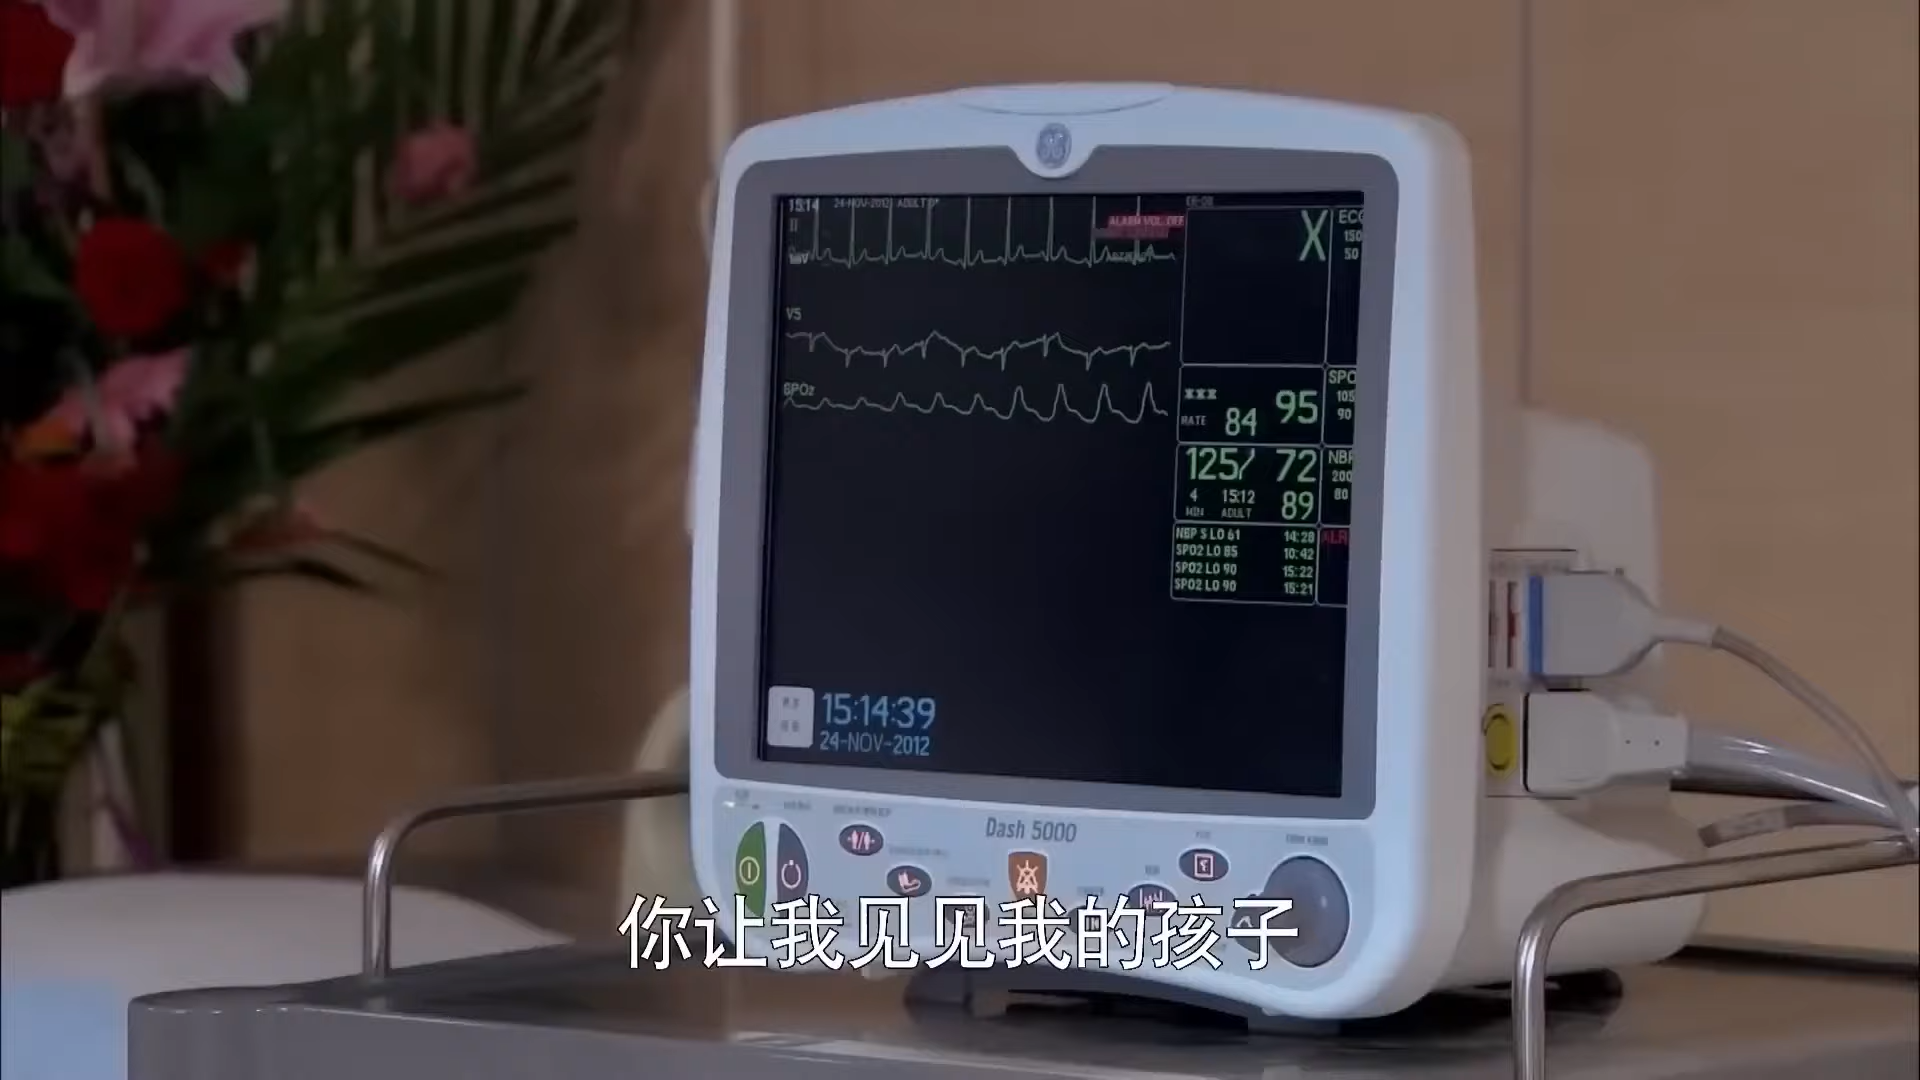 15:14 24-NOV-2012 ADULT
ALARM VOL OFF
II
X
ECG
150
50
V5
SPO2
95
RATE 84
SPO
105
90
125/ 72
4 15:12 89
MIN ADULT
NBP
200
80
NBP S LO 61 14:28
SPO2 LO 85 10:42
SPO2 LO 90 15:22
SPO2 LO 90 15:21
ALR
15:14:39
24-NOV-2012
Dash 5000
你让我见见我的孩子